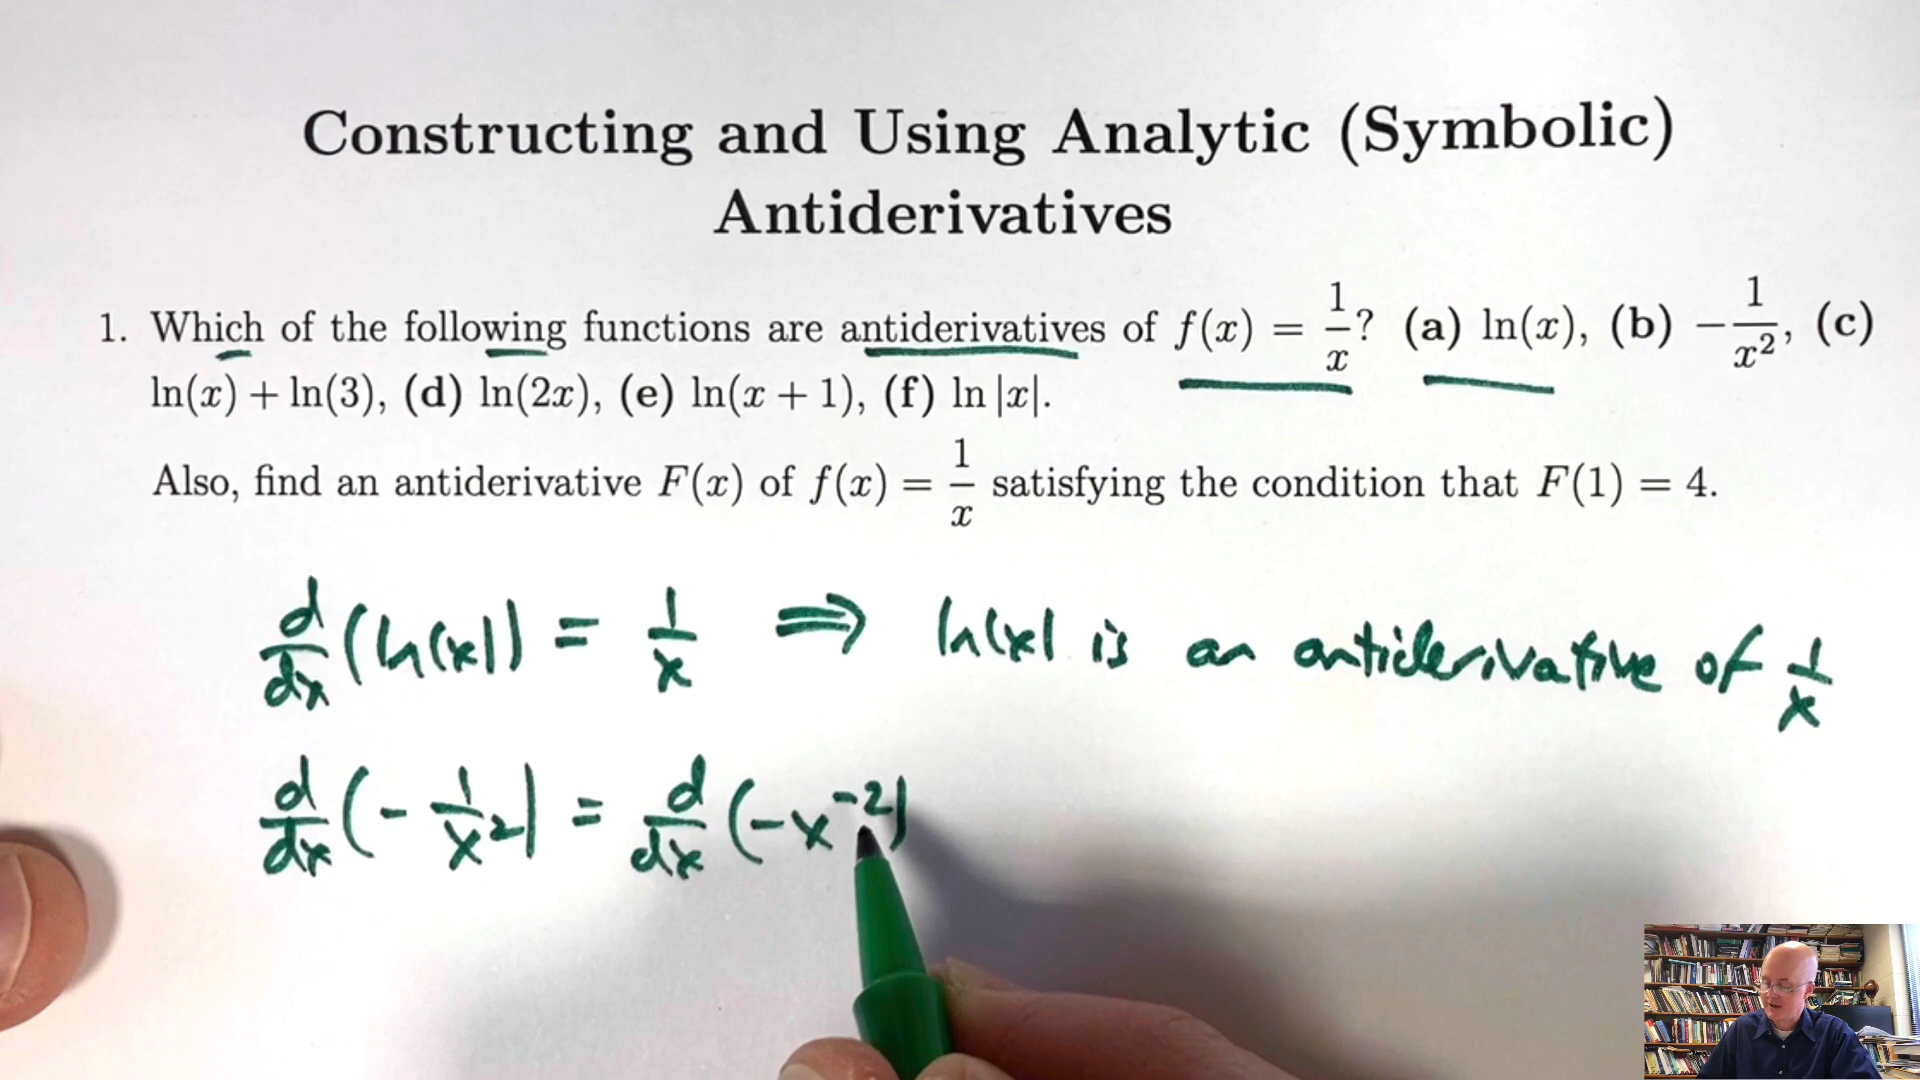 Constructing and Using Analytic (Symbolic)
Antiderivatives
1. Which of the following functions are antiderivatives of f(x) = 1/x? (a) ln(x), (b) −1/x², (c)
ln(x) + ln(3), (d) ln(2x), (e) ln(x + 1), (f) ln |x|.
Also, find an antiderivative F(x) of f(x) = 1/x satisfying the condition that F(1) = 4.
d/dx (ln(x)) = 1/x ⇒ ln(x) is an antiderivative of 1/x
d/dx (− 1/x²) = d/dx (−x⁻²)